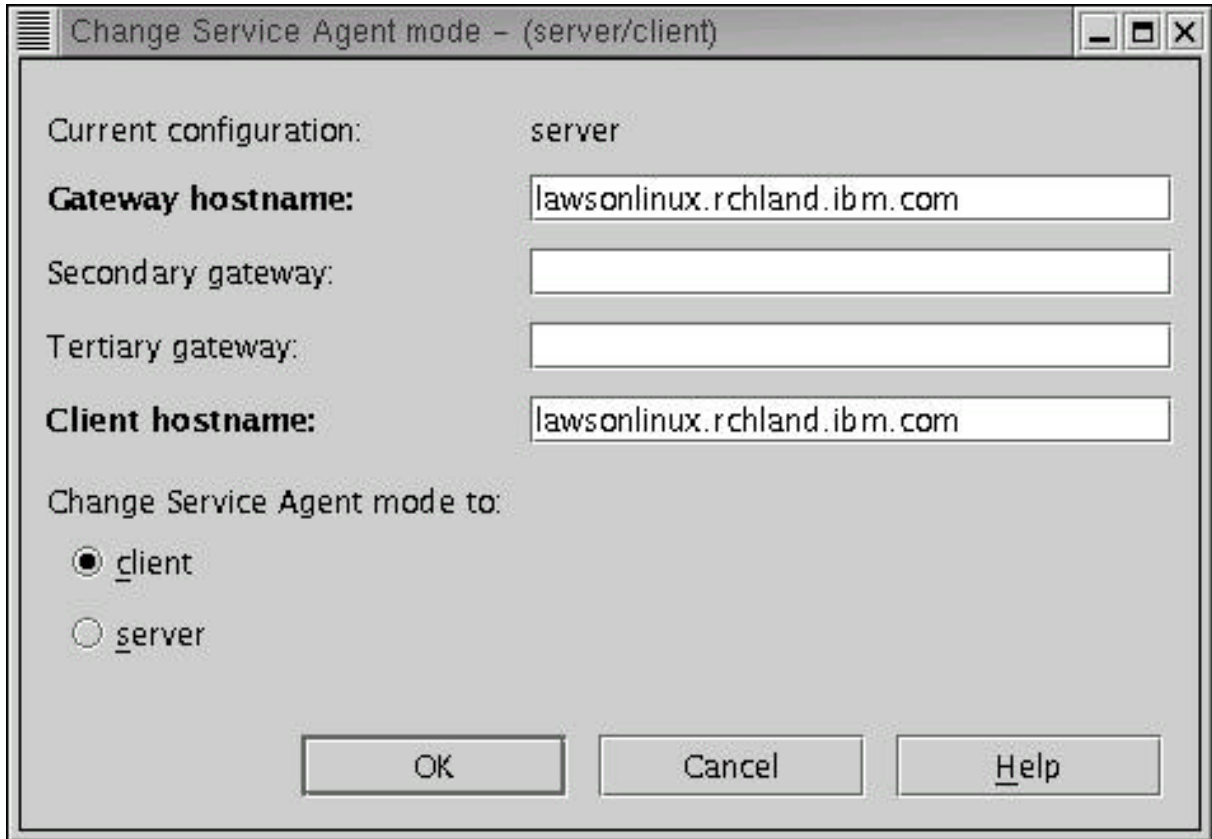 Change Service Agent mode – (server/client)
Current configuration: server
Gateway hostname: lawsonlinux.rchland.ibm.com
Secondary gateway:
Tertiary gateway:
Client hostname: lawsonlinux.rchland.ibm.com
Change Service Agent mode to:
client
server
OK Cancel Help